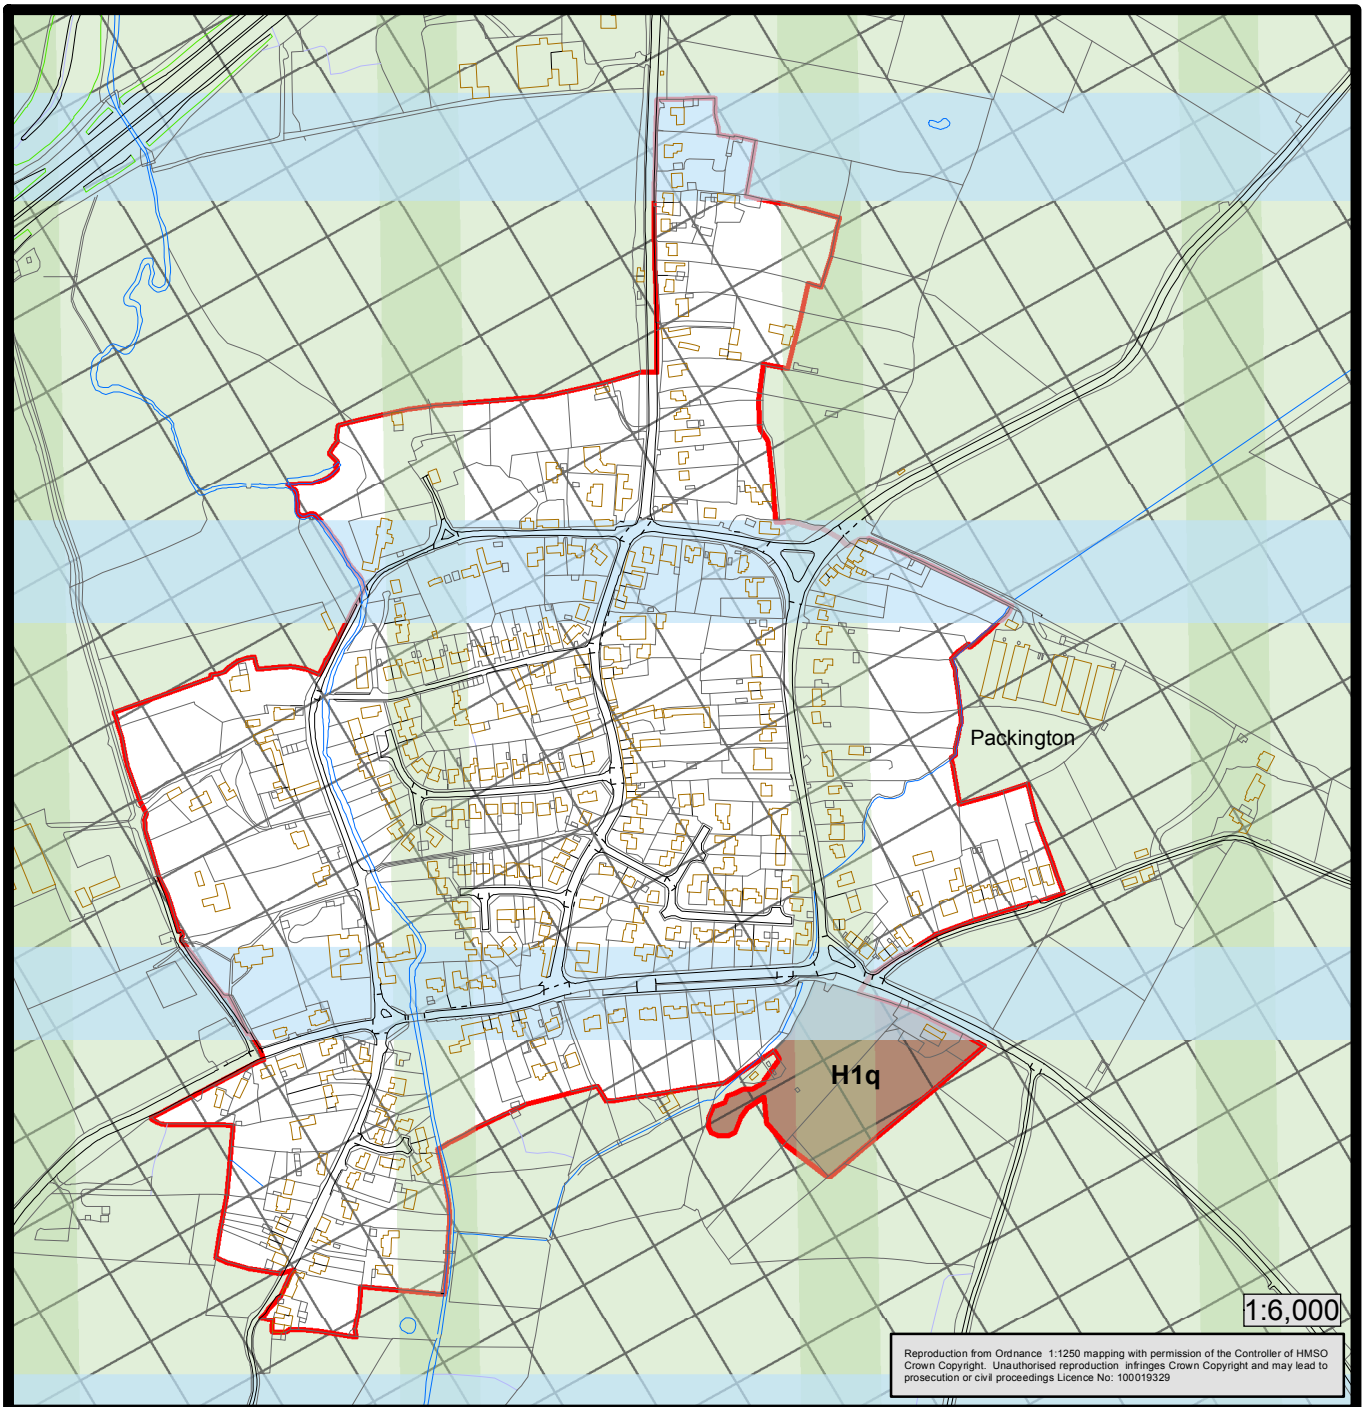 Packington
H1q
1:6,000
Reproduction from Ordnance 1:1250 mapping with permission of the Controller of HMSO
Crown Copyright. Unauthorised reproduction infringes Crown Copyright and may lead to
prosecution or civil proceedings Licence No: 100019329